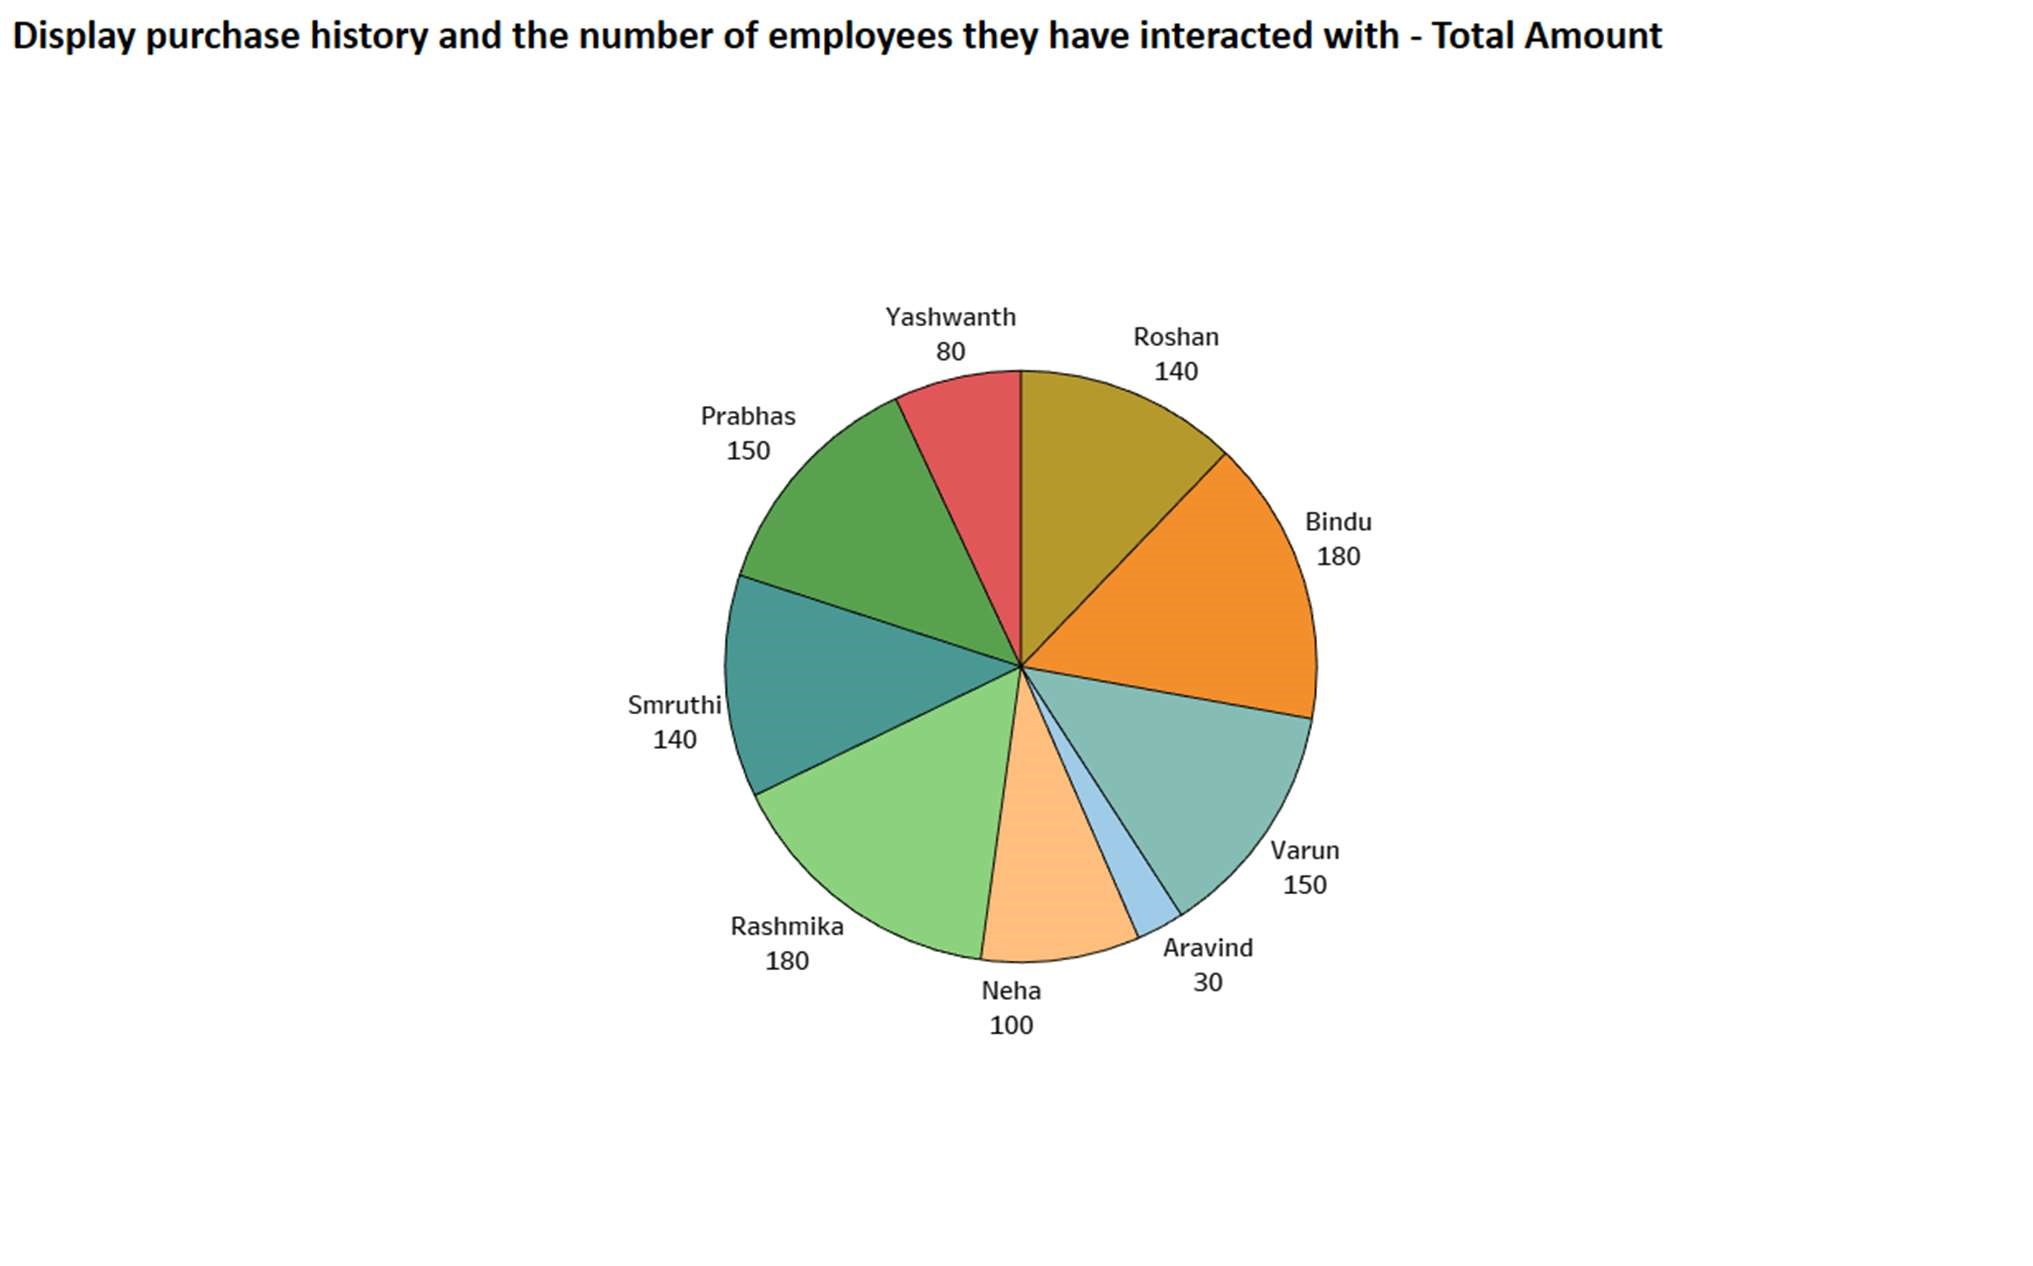 Display purchase history and the number of employees they have interacted with - Total Amount
Yashwanth
80
Roshan
140
Prabhas
150
Bindu
180
Smruthi
140
Varun
150
Rashmika
180
Aravind
30
Neha
100